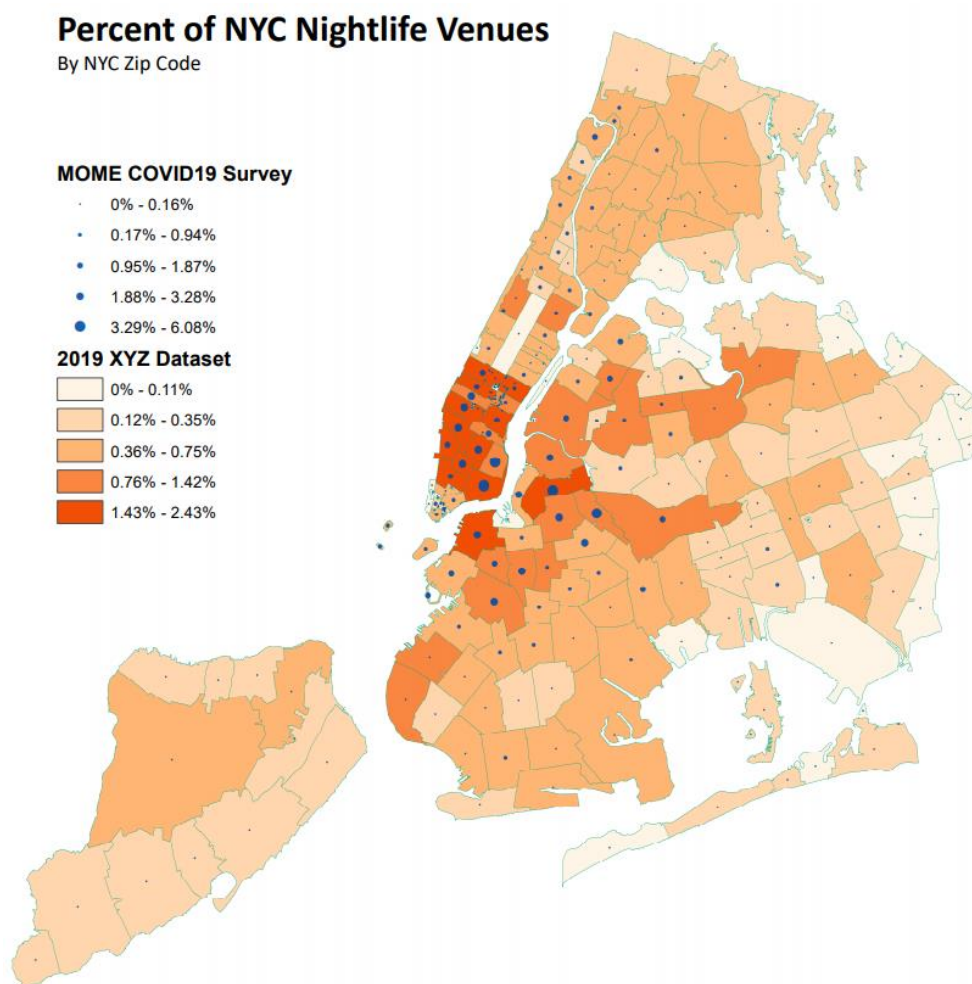 Percent of NYC Nightlife Venues
By NYC Zip Code
MOME COVID19 Survey
0% - 0.16%
0.17% - 0.94%
0.95% - 1.87%
1.88% - 3.28%
3.29% - 6.08%
2019 XYZ Dataset
0% - 0.11%
0.12% - 0.35%
0.36% - 0.75%
0.76% - 1.42%
1.43% - 2.43%